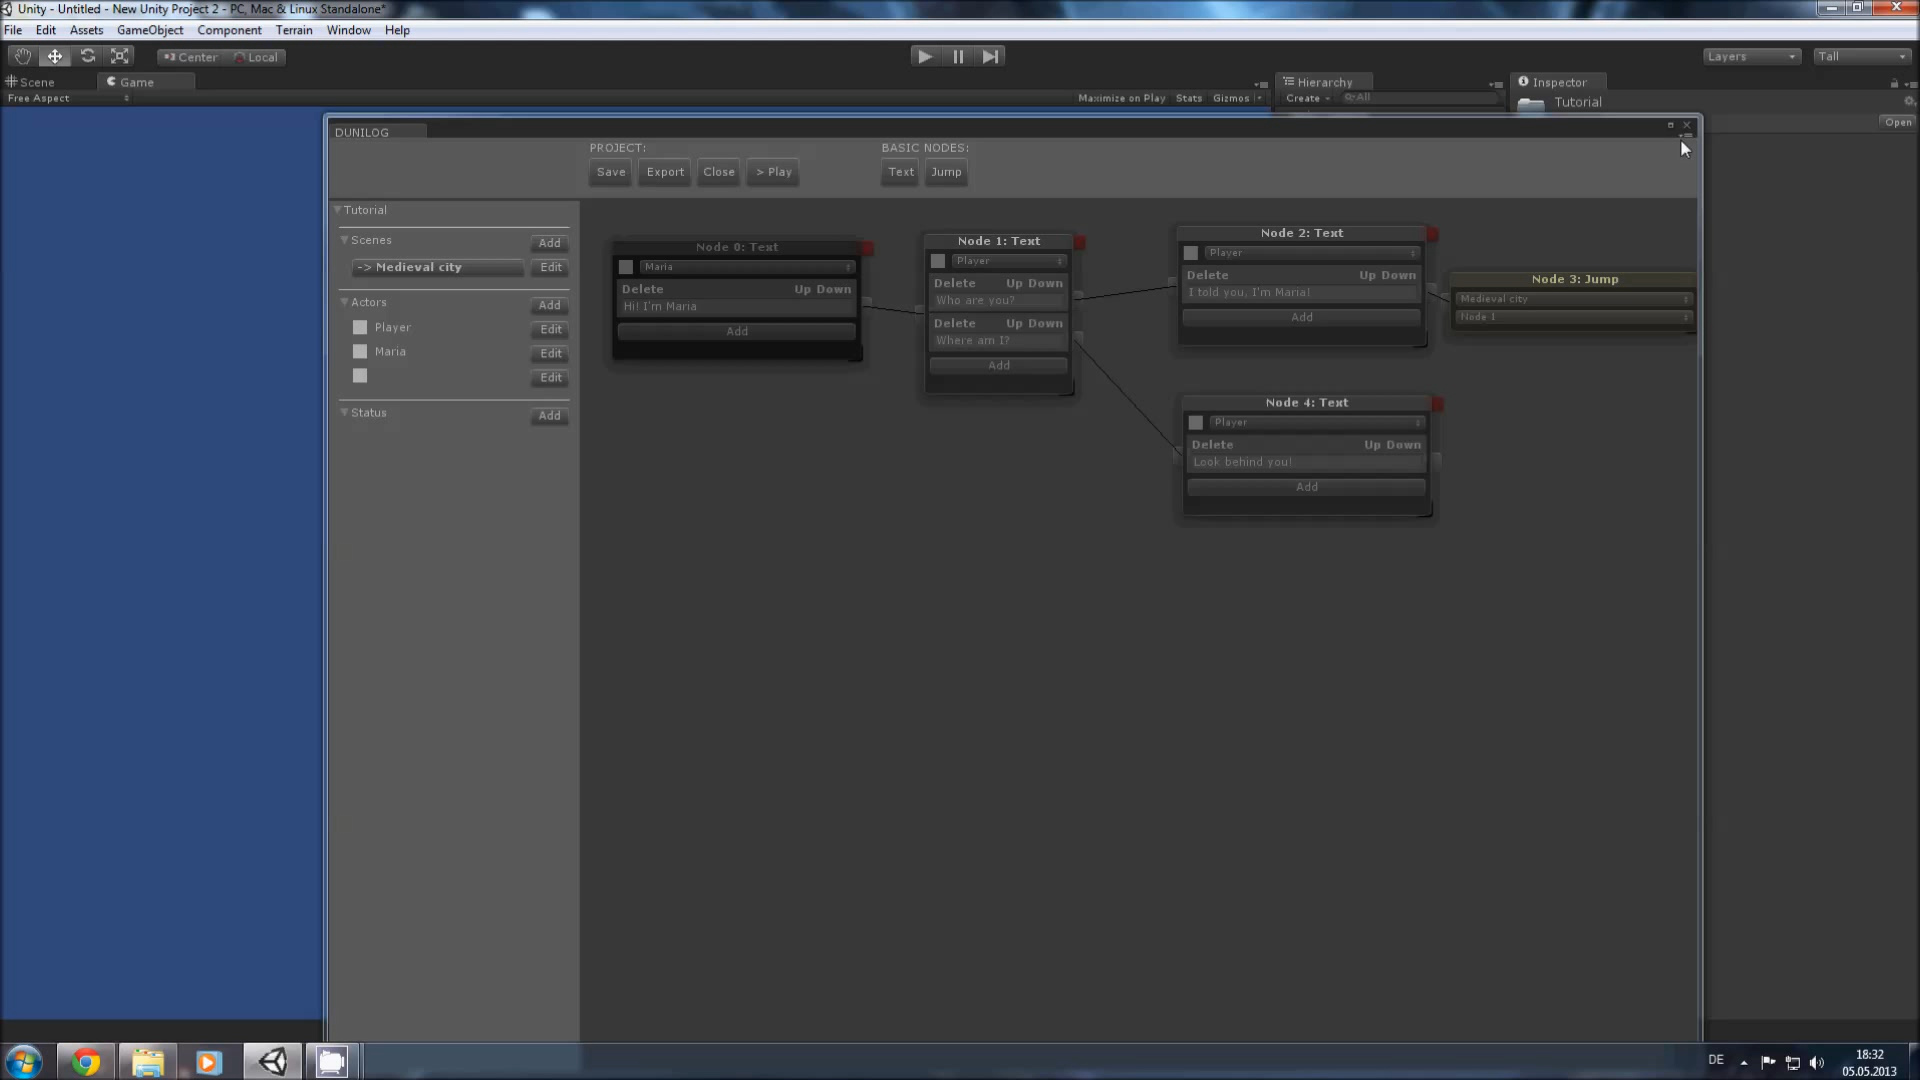 Unity - Untitled - New Unity Project 2 - PC, Mac & Linux Standalone*
File Edit Assets GameObject Component Terrain Window Help
Center Local
Layers
Tall
Scene
Game
Hierarchy
Inspector
Free Aspect
Maximize on Play Stats Gizmos
Create
All
Tutorial
Open
DUNILOG
PROJECT:
BASIC NODES:
Save Export Close > Play
Text Jump
Tutorial
Scenes Add
-> Medieval city Edit
Actors Add
Player Edit
Maria Edit
Edit
Status Add
Node 0: Text
Maria
Delete Up Down
Hi! I'm Maria
Add
Node 1: Text
Player
Delete Up Down
Who are you?
Delete Up Down
Where am I?
Add
Node 2: Text
Player
Delete Up Down
I told you, I'm Maria!
Add
Node 3: Jump
Medieval city
Node 1
Node 4: Text
Player
Delete Up Down
Look behind you!
Add
DE
18:32
05.05.2013